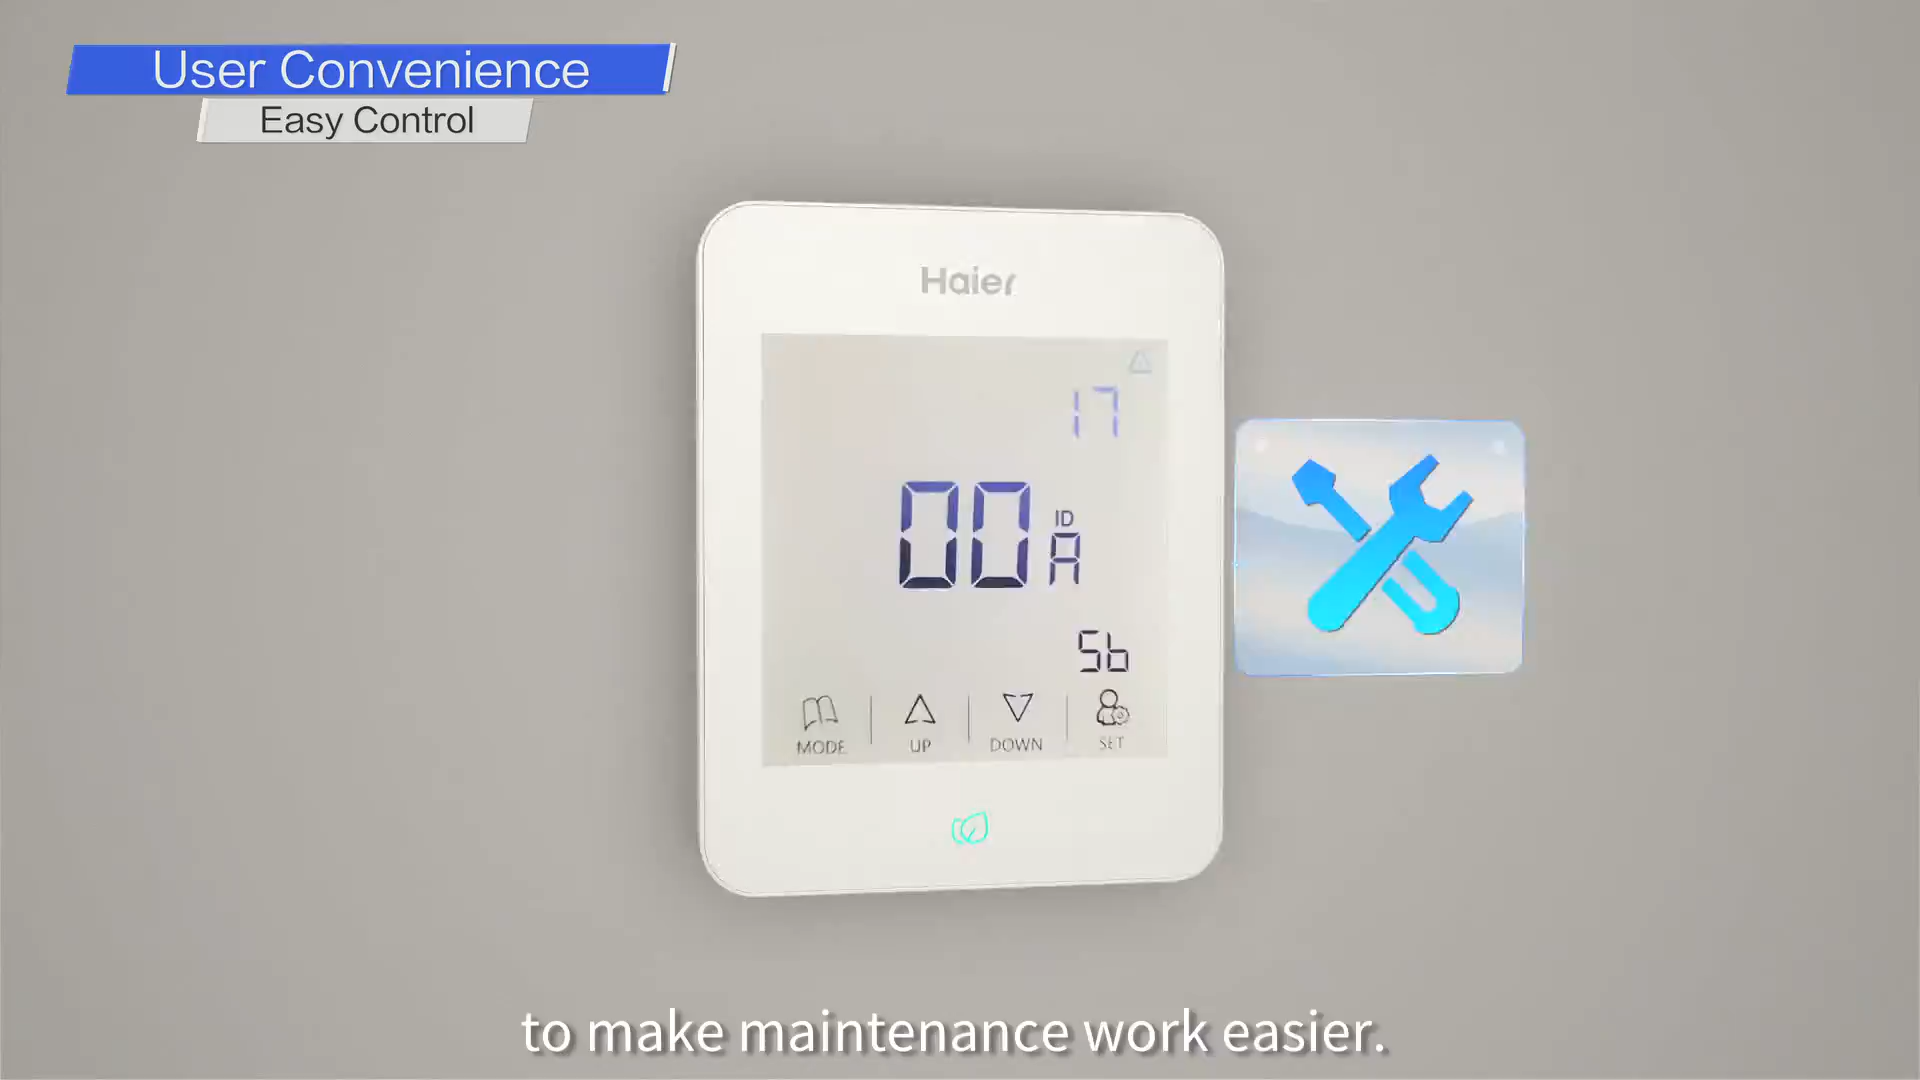 User Convenience
Easy Control
Haier
17
00
ID
A
5b
MODE
UP
DOWN
SET
to make maintenance work easier.